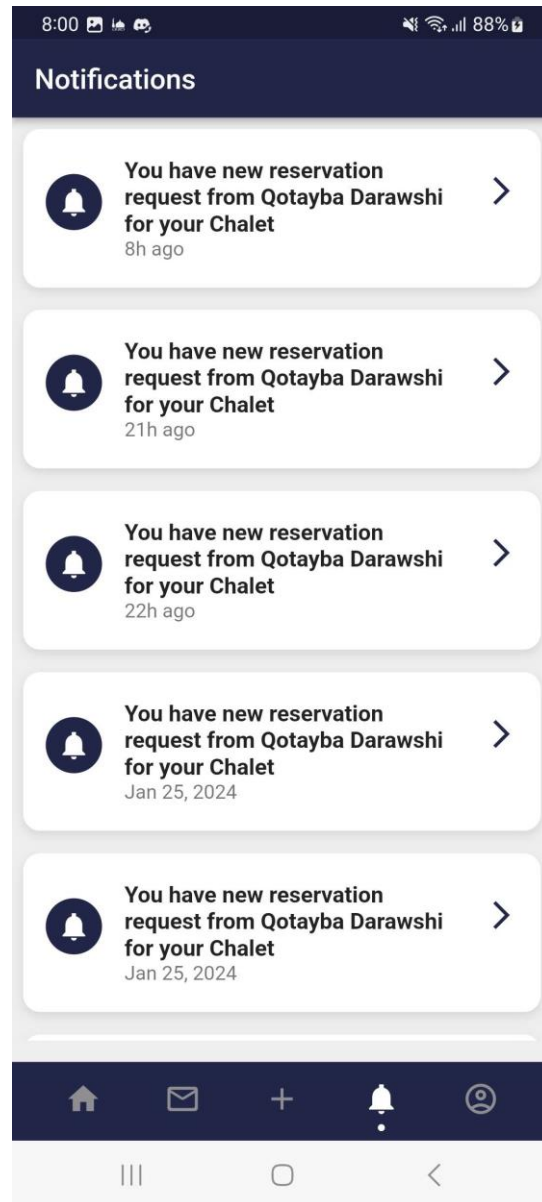 8:00 88%
Notifications
You have new reservation
request from Qotayba Darawshi
for your Chalet
8h ago
You have new reservation
request from Qotayba Darawshi
for your Chalet
21h ago
You have new reservation
request from Qotayba Darawshi
for your Chalet
22h ago
You have new reservation
request from Qotayba Darawshi
for your Chalet
Jan 25, 2024
You have new reservation
request from Qotayba Darawshi
for your Chalet
Jan 25, 2024